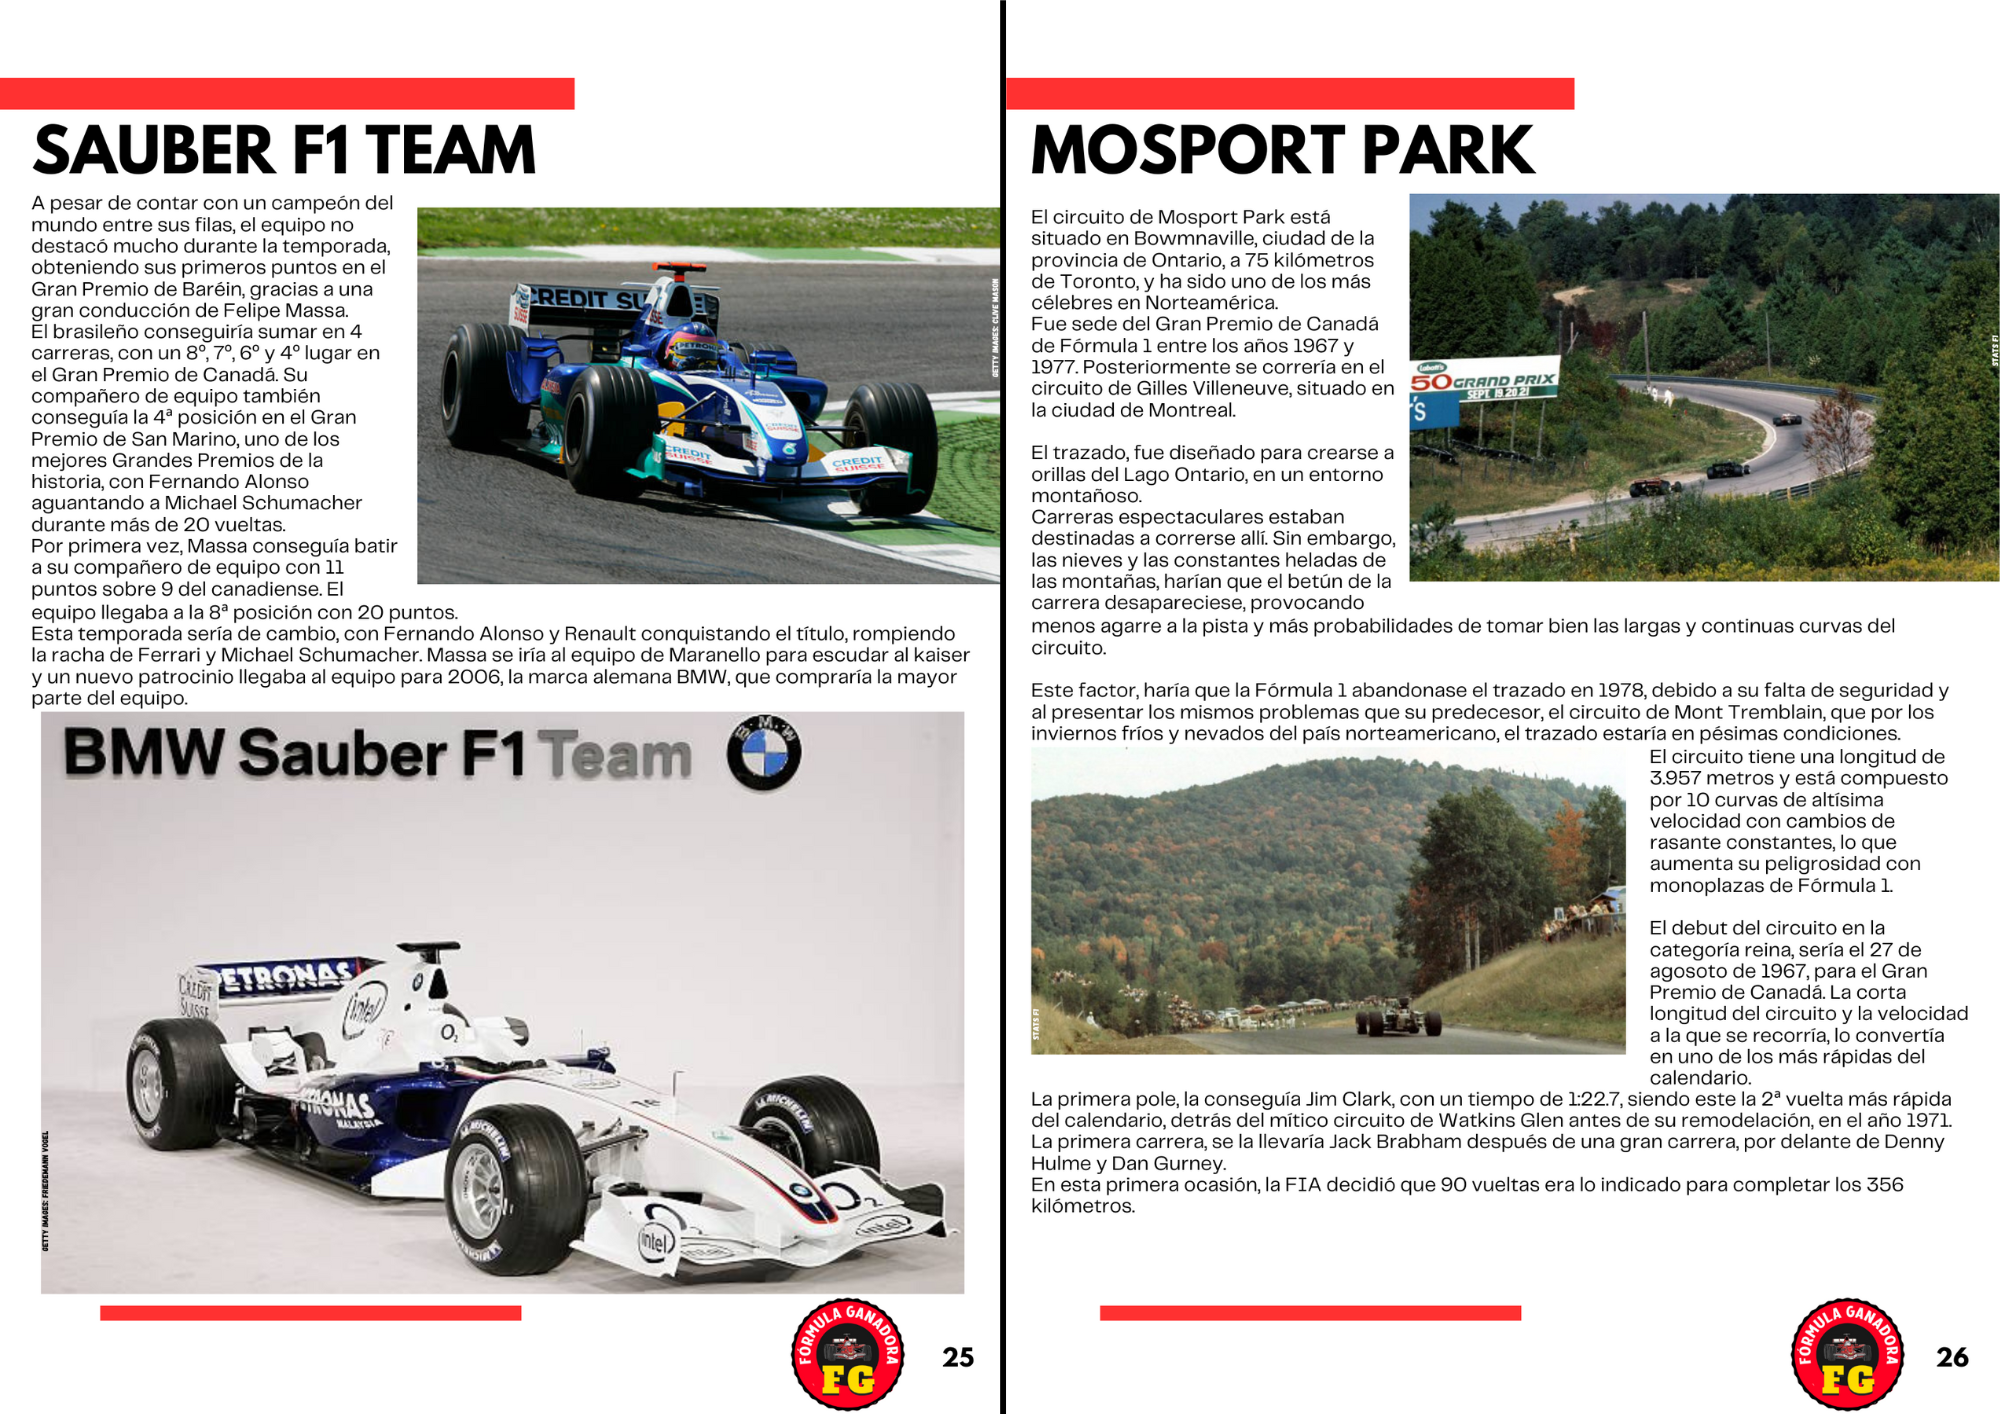 SAUBER F1 TEAM
A pesar de contar con un campeón del
mundo entre sus filas, el equipo no
destacó mucho durante la temporada,
obteniendo sus primeros puntos en el
Gran Premio de Baréin, gracias a una
gran conducción de Felipe Massa.
El brasileño conseguiría sumar en 4
carreras, con un 8º, 7º, 6º y 4º lugar en
el Gran Premio de Canadá. Su
compañero de equipo también
conseguía la 4ª posición en el Gran
Premio de San Marino, uno de los
mejores Grandes Premios de la
historia, con Fernando Alonso
aguantando a Michael Schumacher
durante más de 20 vueltas.
Por primera vez, Massa conseguía batir
a su compañero de equipo con 11
puntos sobre 9 del canadiense. El
equipo llegaba a la 8ª posición con 20 puntos.
Esta temporada sería de cambio, con Fernando Alonso y Renault conquistando el título, rompiendo
la racha de Ferrari y Michael Schumacher. Massa se iría al equipo de Maranello para escudar al kaiser
y un nuevo patrocinio llegaba al equipo para 2006, la marca alemana BMW, que compraría la mayor
parte del equipo.
CREDIT SUISSE
PETRONAS
6
CREDIT SUISSE
CREDIT SUISSE
GETTY IMAGES: CLIVE MASON
BMW Sauber F1 Team
BMW
PETRONAS
CREDIT SUISSE
intel
O2
PETRONAS
MALAYSIA
MICHELIN
MICHELIN
MICHELIN
O2
intel
intel
O2
intel
GETTY IMAGES: FRIEDEMANN VOGEL
FÓRMULA GANADORA
FG
25
MOSPORT PARK
El circuito de Mosport Park está
situado en Bowmnaville, ciudad de la
provincia de Ontario, a 75 kilómetros
de Toronto, y ha sido uno de los más
célebres en Norteamérica.
Fue sede del Gran Premio de Canadá
de Fórmula 1 entre los años 1967 y
1977. Posteriormente se correría en el
circuito de Gilles Villeneuve, situado en
la ciudad de Montreal.
El trazado, fue diseñado para crearse a
orillas del Lago Ontario, en un entorno
montañoso.
Carreras espectaculares estaban
destinadas a correrse allí. Sin embargo,
las nieves y las constantes heladas de
las montañas, harían que el betún de la
carrera desapareciese, provocando
menos agarre a la pista y más probabilidades de tomar bien las largas y continuas curvas del
circuito.
Labatt's
50 GRAND PRIX
SEPT. 19.20.21
'S
STATS F1
Este factor, haría que la Fórmula 1 abandonase el trazado en 1978, debido a su falta de seguridad y
al presentar los mismos problemas que su predecesor, el circuito de Mont Tremblain, que por los
inviernos fríos y nevados del país norteamericano, el trazado estaría en pésimas condiciones.
El circuito tiene una longitud de
3.957 metros y está compuesto
por 10 curvas de altísima
velocidad con cambios de
rasante constantes, lo que
aumenta su peligrosidad con
monoplazas de Fórmula 1.
El debut del circuito en la
categoría reina, sería el 27 de
agosoto de 1967, para el Gran
Premio de Canadá. La corta
longitud del circuito y la velocidad
a la que se recorría, lo convertía
en uno de los más rápidas del
calendario.
STATS F1
La primera pole, la conseguía Jim Clark, con un tiempo de 1:22.7, siendo este la 2ª vuelta más rápida
del calendario, detrás del mítico circuito de Watkins Glen antes de su remodelación, en el año 1971.
La primera carrera, se la llevaría Jack Brabham después de una gran carrera, por delante de Denny
Hulme y Dan Gurney.
En esta primera ocasión, la FIA decidió que 90 vueltas era lo indicado para completar los 356
kilómetros.
FÓRMULA GANADORA
FG
26